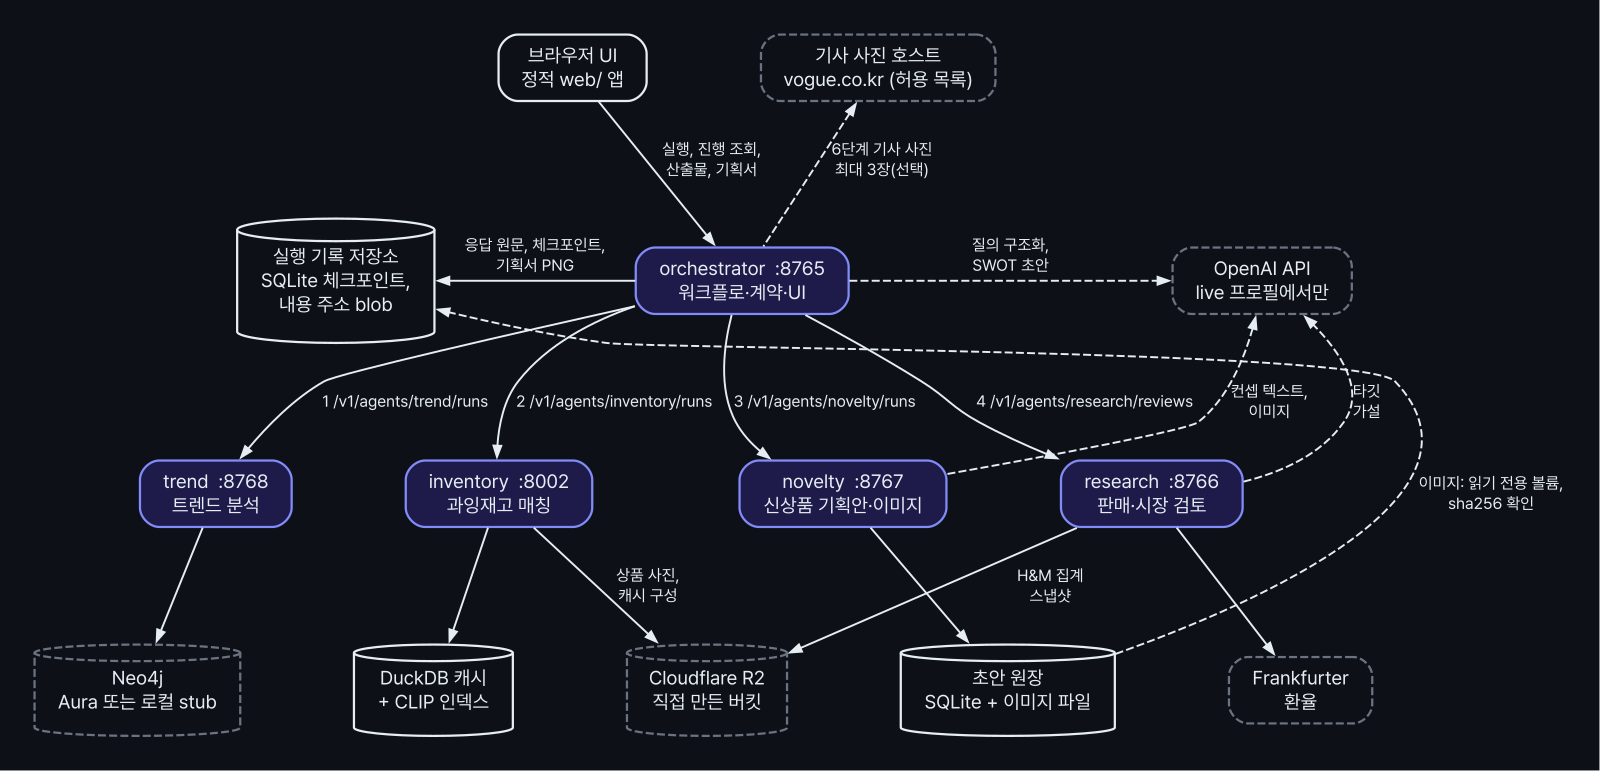 브라우저 UI
정적 web/ 앱
기사 사진 호스트
vogue.co.kr (허용 목록)
실행, 진행 조회,
산출물, 기획서
6단계 기사 사진
최대 3장(선택)
실행 기록 저장소
SQLite 체크포인트,
내용 주소 blob
응답 원문, 체크포인트,
기획서 PNG
orchestrator :8765
워크플로·계약·UI
질의 구조화,
SWOT 초안
OpenAI API
live 프로필에서만
1 /v1/agents/trend/runs
2 /v1/agents/inventory/runs
3 /v1/agents/novelty/runs
4 /v1/agents/research/reviews
컨셉 텍스트,
이미지
타깃
가설
trend :8768
트렌드 분석
inventory :8002
과잉재고 매칭
novelty :8767
신상품 기획안·이미지
research :8766
판매·시장 검토
이미지: 읽기 전용 볼륨,
sha256 확인
상품 사진,
캐시 구성
H&M 집계
스냅샷
Neo4j
Aura 또는 로컬 stub
DuckDB 캐시
+ CLIP 인덱스
Cloudflare R2
직접 만든 버킷
초안 원장
SQLite + 이미지 파일
Frankfurter
환율